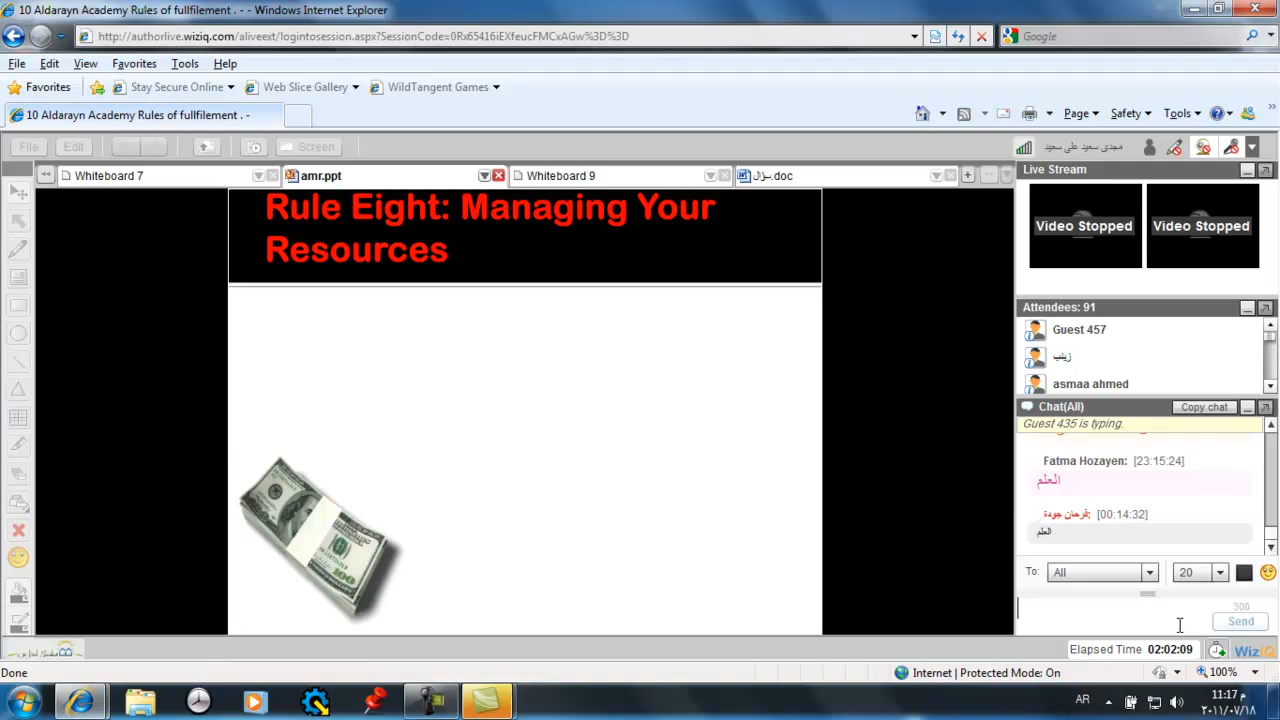 10 Aldarayn Academy Rules of fullfilement . - - Windows Internet Explorer
http://authorlive.wiziq.com/aliveext/logintosession.aspx?SessionCode=0Rx65416iEXfeucFMCxAGw%3D%3D
Google
File Edit View Favorites Tools Help
Favorites Stay Secure Online Web Slice Gallery WildTangent Games
10 Aldarayn Academy Rules of fullfilement . -
Page Safety Tools
File Edit Screen
مجدى سعيد على سعيد
Whiteboard 7 amr.ppt Whiteboard 9 سؤال.doc
Live Stream
Rule Eight: Managing Your
Resources
Video Stopped Video Stopped
Attendees: 91
Guest 457
زينب
asmaa ahmed
Chat(All) Copy chat
Guest 435 is typing.
Fatma Hozayen: [23:15:24]
العلم
فرحان جودة: [00:14:32]
العلم
To: All 20
300
Send
Elapsed Time 02:02:09
WizIQ
Done
Internet | Protected Mode: On
100%
AR
م 11:17
٢٠١١/٠٧/١٨